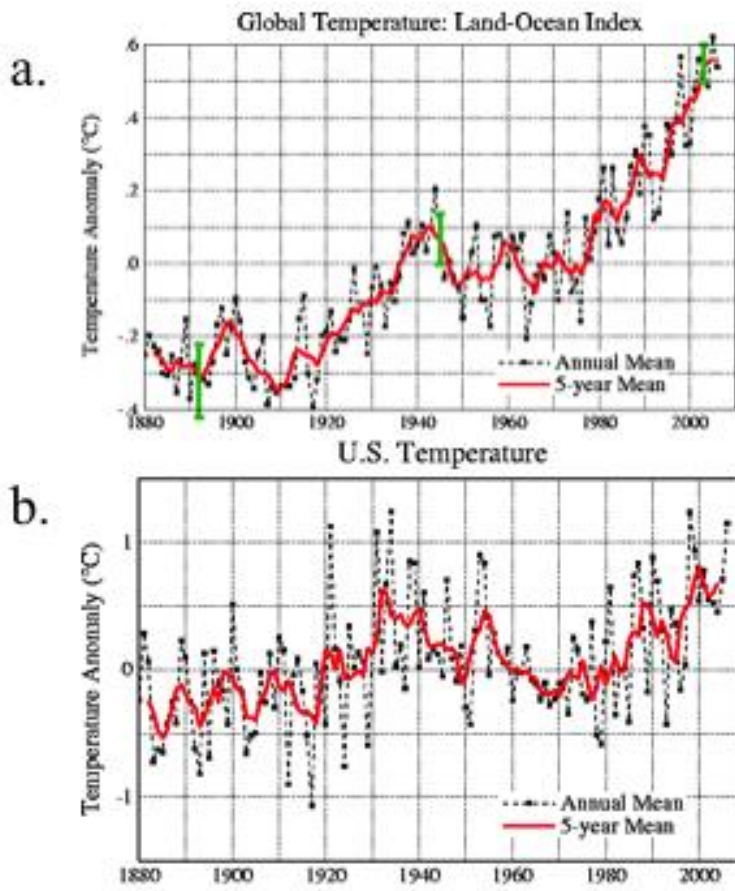 Global Temperature: Land-Ocean Index
a.
Temperature Anomaly (°C)
.6
.4
.2
.0
-.2
-.4
Annual Mean
5-year Mean
1880 1900 1920 1940 1960 1980 2000
U.S. Temperature
b.
Temperature Anomaly (°C)
1
0
-1
Annual Mean
5-year Mean
1880 1900 1920 1940 1960 1980 2000